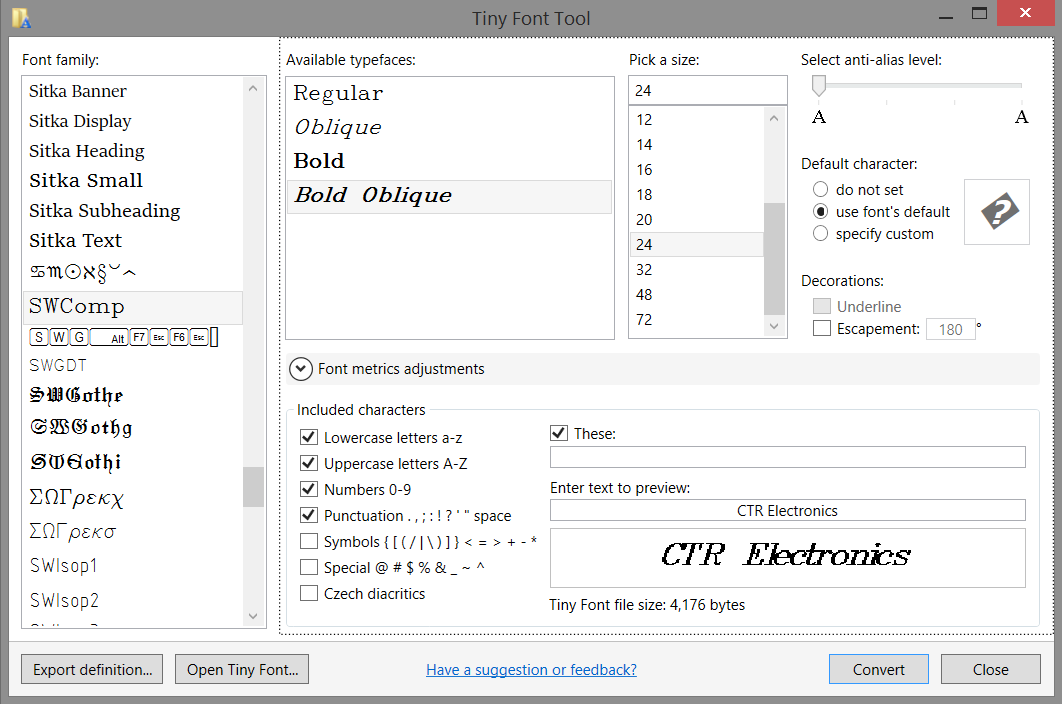 Tiny Font Tool
Font family:
Sitka Banner
Sitka Display
Sitka Heading
Sitka Small
Sitka Subheading
Sitka Text
♋♏☉ℵ§
SWComp
S W G Alt F7 Esc F6 Esc
SWGDT
SWGothe
SWGothg
SWGothi
ΣΩΓρεκχ
ΣΩΓρεκσ
SWIsop1
SWIsop2
Available typefaces:
Regular
Oblique
Bold
Bold Oblique
Pick a size:
24
12
14
16
18
20
24
32
48
72
Select anti-alias level:
A A
Default character:
do not set
use font's default
specify custom
?
Decorations:
Underline
Escapement: 180 °
Font metrics adjustments
Included characters
Lowercase letters a-z
Uppercase letters A-Z
Numbers 0-9
Punctuation . , ; : ! ? ' " space
Symbols { [ ( / | \ ) ] } < = > + - *
Special @ # $ % & _ ~ ^
Czech diacritics
These:
Enter text to preview:
CTR Electronics
CTR Electronics
Tiny Font file size: 4,176 bytes
Export definition...
Open Tiny Font...
Have a suggestion or feedback?
Convert
Close